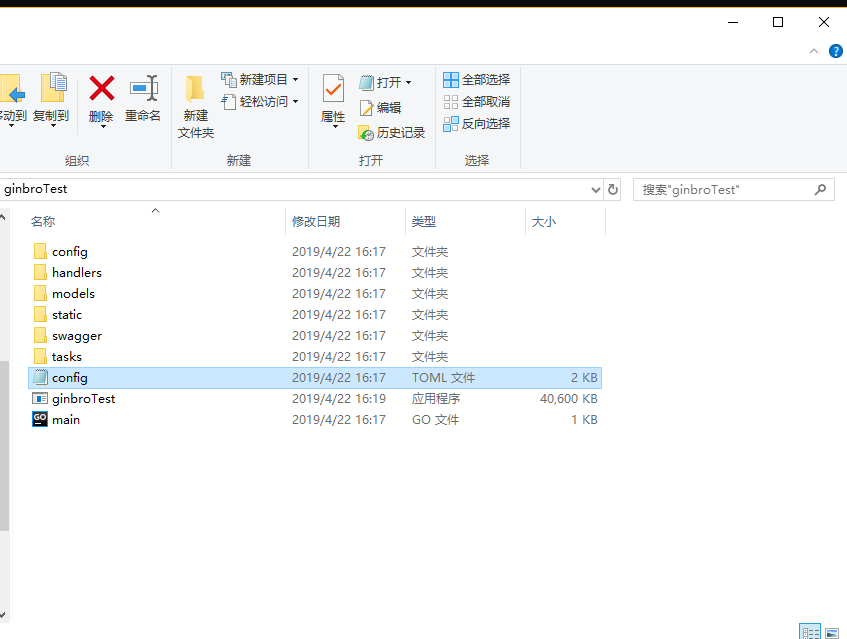 移动到 复制到 删除 重命名 新建 文件夹 新建项目 轻松访问 属性 打开 编辑 历史记录 全部选择 全部取消 反向选择
组织 新建 打开 选择
ginbroTest 搜索"ginbroTest"
名称 修改日期 类型 大小
config 2019/4/22 16:17 文件夹
handlers 2019/4/22 16:17 文件夹
models 2019/4/22 16:17 文件夹
static 2019/4/22 16:17 文件夹
swagger 2019/4/22 16:17 文件夹
tasks 2019/4/22 16:17 文件夹
config 2019/4/22 16:17 TOML 文件 2 KB
ginbroTest 2019/4/22 16:19 应用程序 40,600 KB
GO main 2019/4/22 16:17 GO 文件 1 KB